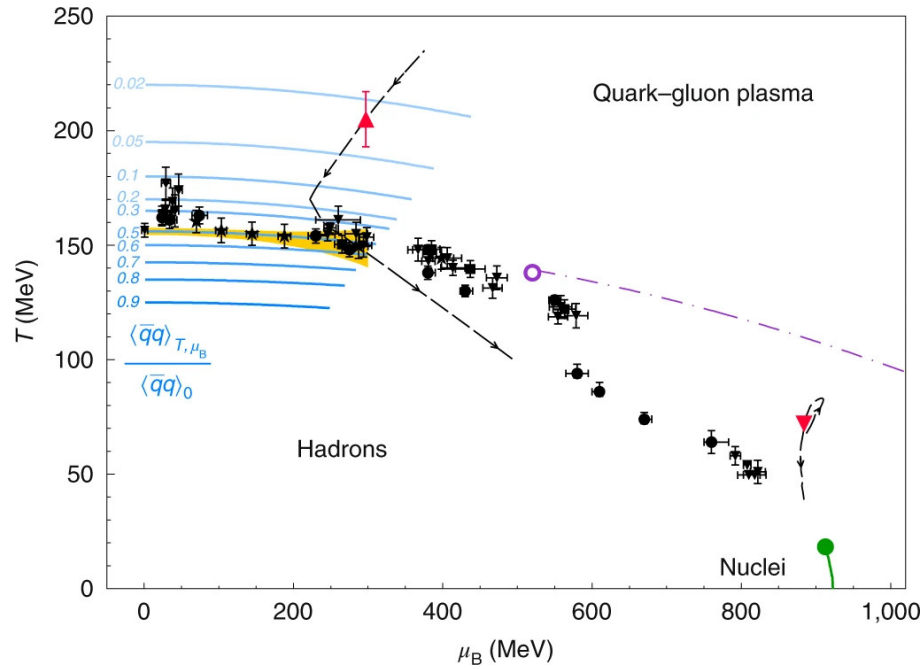 250
200
150
100
50
0
T (MeV)
0.02
0.05
0.1
0.2
0.3
0.5
0.6
0.7
0.8
0.9
⟨q̅q⟩T, μB
⟨q̅q⟩0
Quark–gluon plasma
Hadrons
Nuclei
0 200 400 600 800 1,000
μB (MeV)